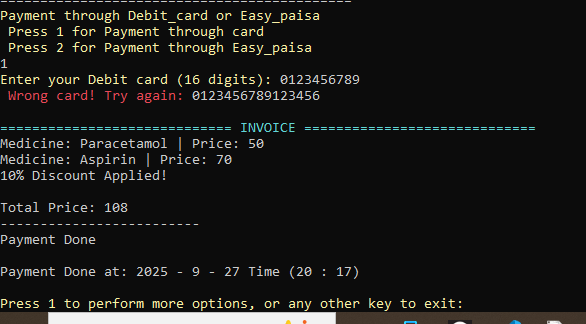 ============================================
Payment through Debit_card or Easy_paisa
Press 1 for Payment through card
Press 2 for Payment through Easy_paisa
1
Enter your Debit card (16 digits): 0123456789
Wrong card! Try again: 0123456789123456
============================= INVOICE =============================
Medicine: Paracetamol | Price: 50
Medicine: Aspirin | Price: 70
10% Discount Applied!
Total Price: 108
-------------------------
Payment Done
Payment Done at: 2025 - 9 - 27 Time (20 : 17)
Press 1 to perform more options, or any other key to exit: